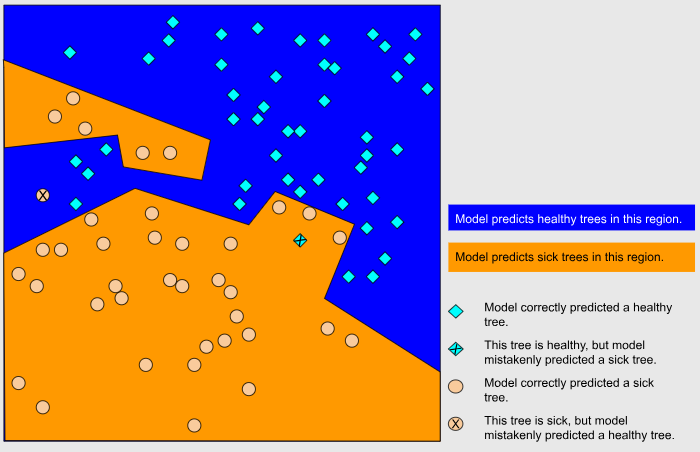 Model predicts healthy trees in this region.
Model predicts sick trees in this region.
Model correctly predicted a healthy
tree.
This tree is healthy, but model
mistakenly predicted a sick tree.
Model correctly predicted a sick
tree.
This tree is sick, but model
mistakenly predicted a healthy tree.